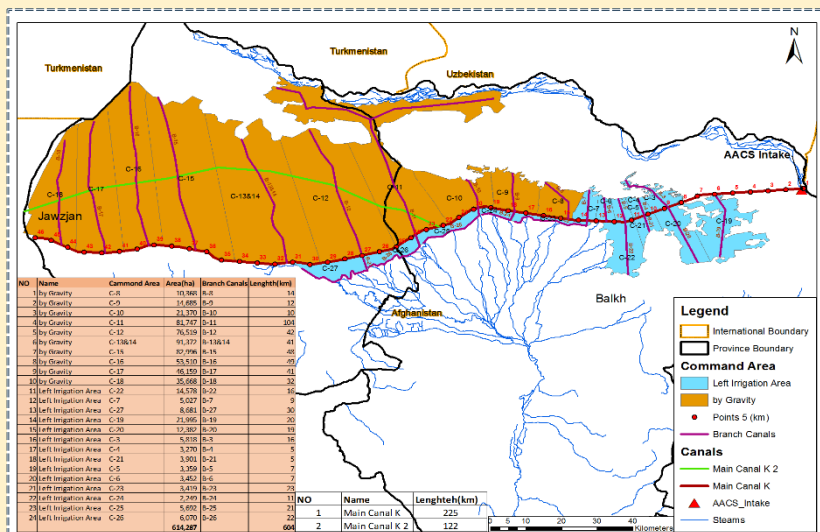 Turkmenistan
Turkmenistan
Uzbekistan
N
AACS Intake
C-18
C-17
C-16
C-15
C-13&14
C-12
C-11
C-10
C-9
C-8
C-7
C-3
C-19
C-20
C-21
C-22
C-27
Jawzjan
Balkh
Afghanistan
NO Name Cammond Area Area(ha) Branch Canals Lenghth(km)
1 by Gravity C-8 10,368 B-8 14
2 by Gravity C-9 14,685 B-9 12
3 by Gravity C-10 21,370 B-10 10
4 by Gravity C-11 81,747 B-11 104
5 by Gravity C-12 76,519 B-12 42
6 by Gravity C-13&14 91,372 B-13&14 41
7 by Gravity C-15 82,996 B-15 48
8 by Gravity C-16 53,510 B-16 49
9 by Gravity C-17 46,159 B-17 41
10 by Gravity C-18 35,668 B-18 32
11 Left Irrigation Area C-22 14,578 B-22 16
12 Left Irrigation Area C-7 5,027 B-7 9
13 Left Irrigation Area C-27 8,681 B-27 30
14 Left Irrigation Area C-19 21,995 B-19 20
15 Left Irrigation Area C-20 12,382 B-20 19
16 Left Irrigation Area C-3 5,818 B-3 16
17 Left Irrigation Area C-4 3,270 B-4 5
18 Left Irrigation Area C-21 3,901 B-21 5
19 Left Irrigation Area C-5 3,359 B-5 7
20 Left Irrigation Area C-6 3,452 B-6 7
21 Left Irrigation Area C-23 3,419 B-23 23
22 Left Irrigation Area C-24 2,249 B-24 11
23 Left Irrigation Area C-25 5,692 B-25 21
24 Left Irrigation Area C-26 6,070 B-26 22
614,287 604
NO Name Lenghteh(km)
1 Main Canal K 225
2 Main Canal K 2 122
Legend
International Boundary
Province Boundary
Command Area
Left Irrigation Area
by Gravity
Points 5 (km)
Branch Canals
Canals
Main Canal K 2
Main Canal K
AACS_Intake
Steams
0 5 10 20 30 40
Kilometers